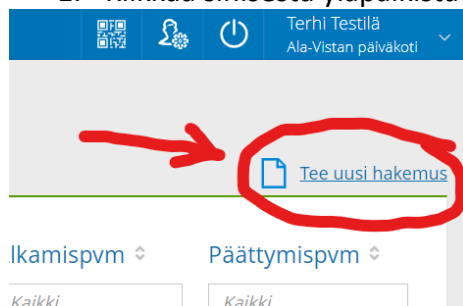 Terhi Testilä
Ala-Vistan päiväkoti
Tee uusi hakemus
lkamispvm
Päättymispvm
Kaikki
Kaikki